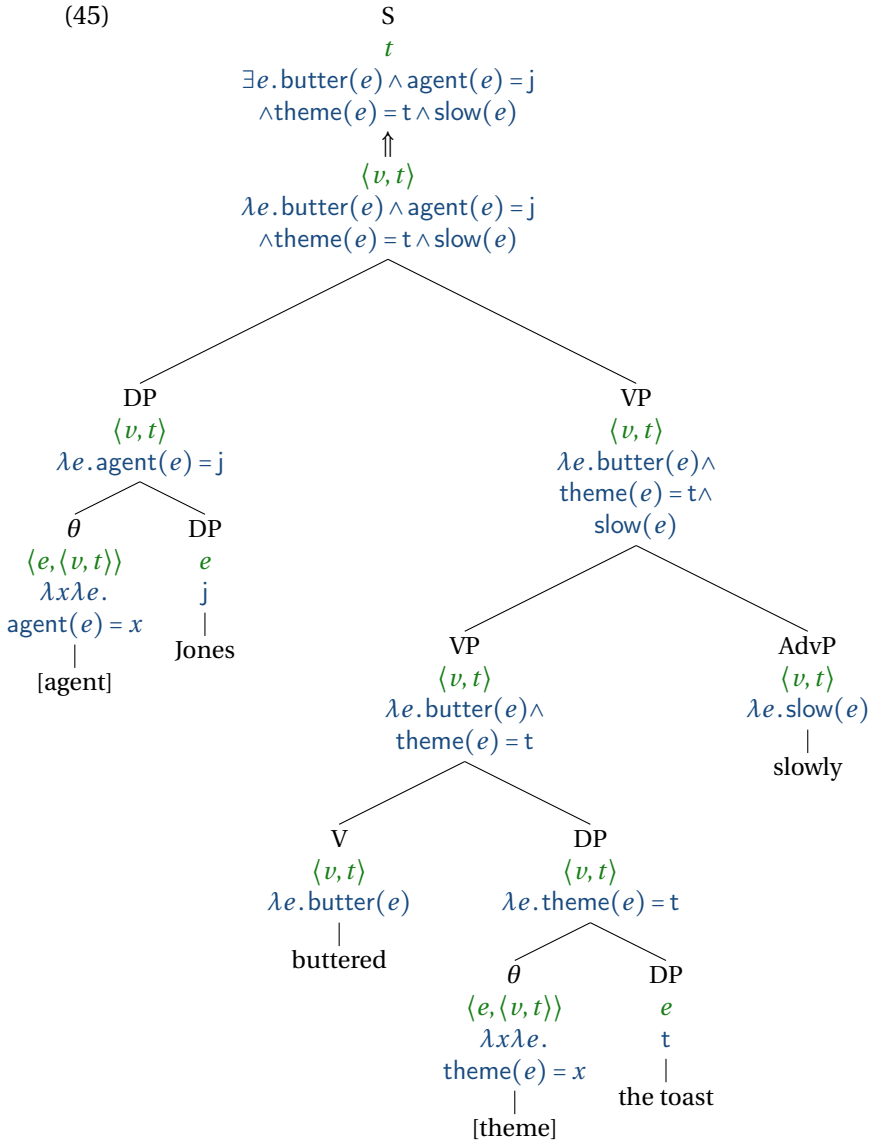 (45)
S
t
∃e.butter(e) ∧ agent(e) = j
∧theme(e) = t ∧ slow(e)
⇑
⟨v, t⟩
λe.butter(e) ∧ agent(e) = j
∧theme(e) = t ∧ slow(e)
DP VP
⟨v, t⟩ ⟨v, t⟩
λe.agent(e) = j λe.butter(e)∧
theme(e) = t∧
slow(e)
θ DP
⟨e,⟨v, t⟩⟩ e
λxλe. j
agent(e) = x
Jones
[agent]
VP AdvP
⟨v, t⟩ ⟨v, t⟩
λe.butter(e)∧ λe.slow(e)
theme(e) = t
slowly
V DP
⟨v, t⟩ ⟨v, t⟩
λe.butter(e) λe.theme(e) = t
buttered
θ DP
⟨e,⟨v, t⟩⟩ e
λxλe. t
theme(e) = x
the toast
[theme]